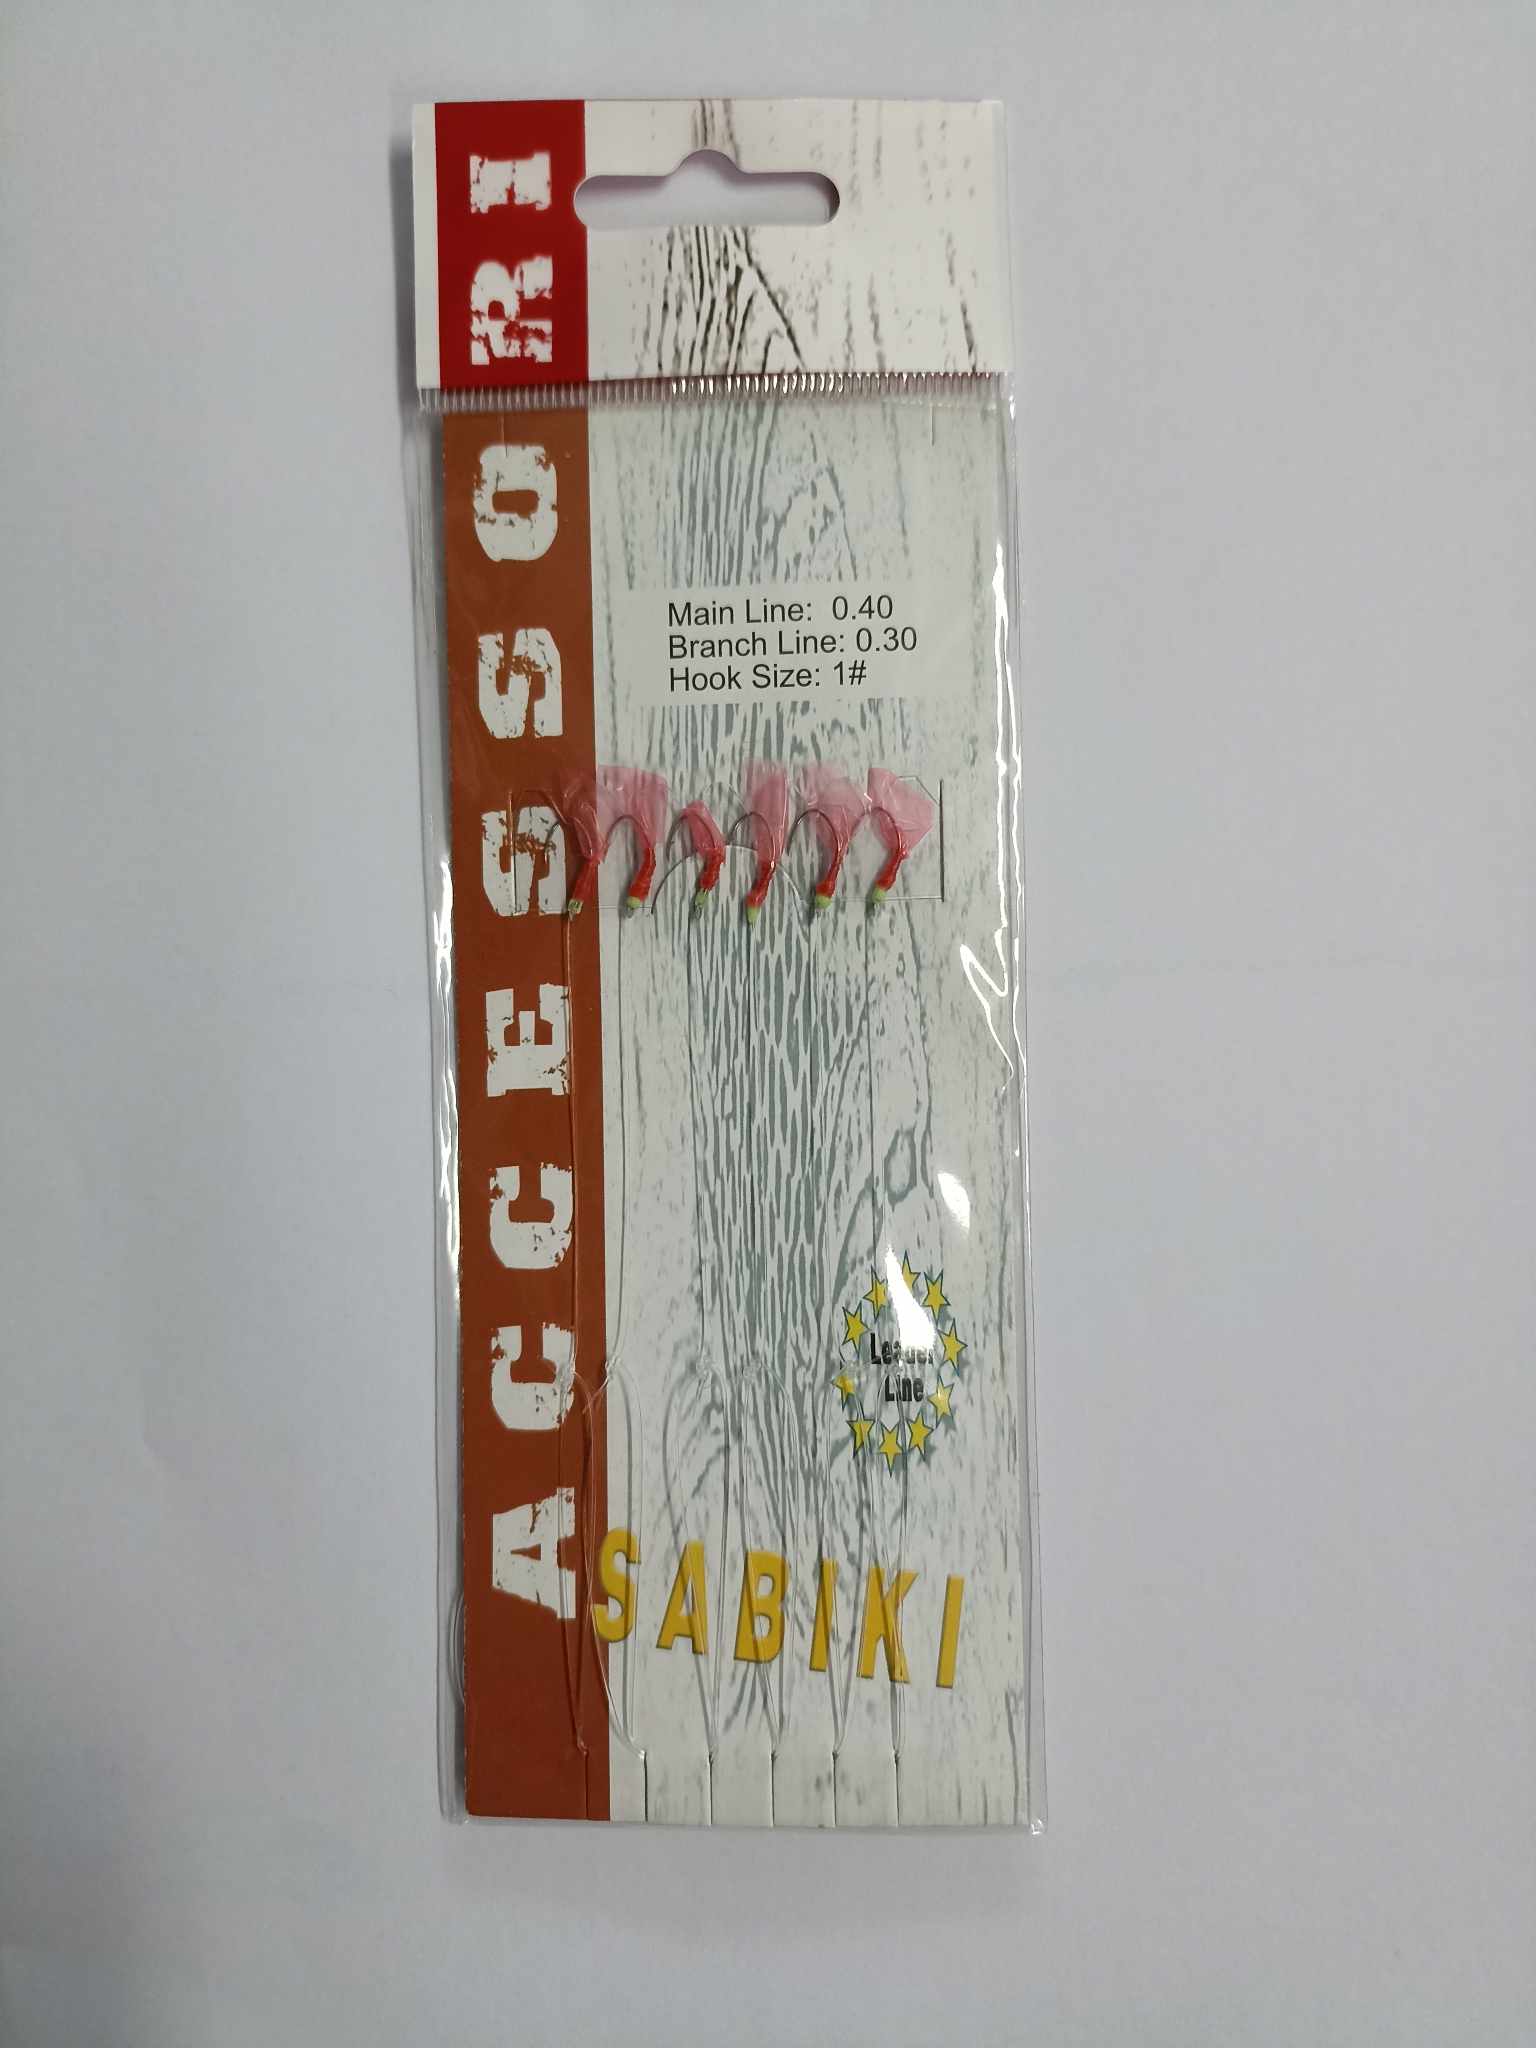 ACCESSORI
Main Line: 0.40
Branch Line: 0.30
Hook Size: 1#
Leader
Line
SABIKI